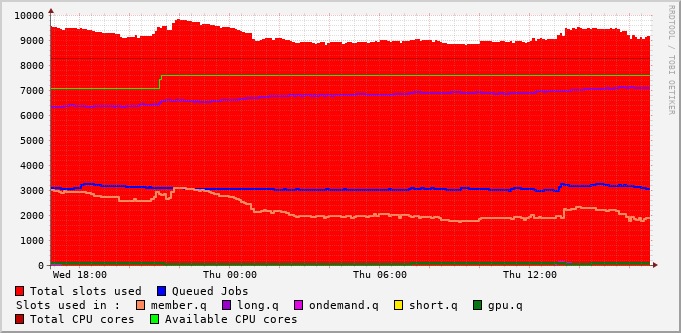 10000
9000
8000
7000
6000
5000
4000
3000
2000
1000
0
Wed 18:00 Thu 00:00 Thu 06:00 Thu 12:00
RRDTOOL / TOBI OETIKER
Total slots used Queued Jobs
Slots used in : member.q long.q ondemand.q short.q gpu.q
Total CPU cores Available CPU cores